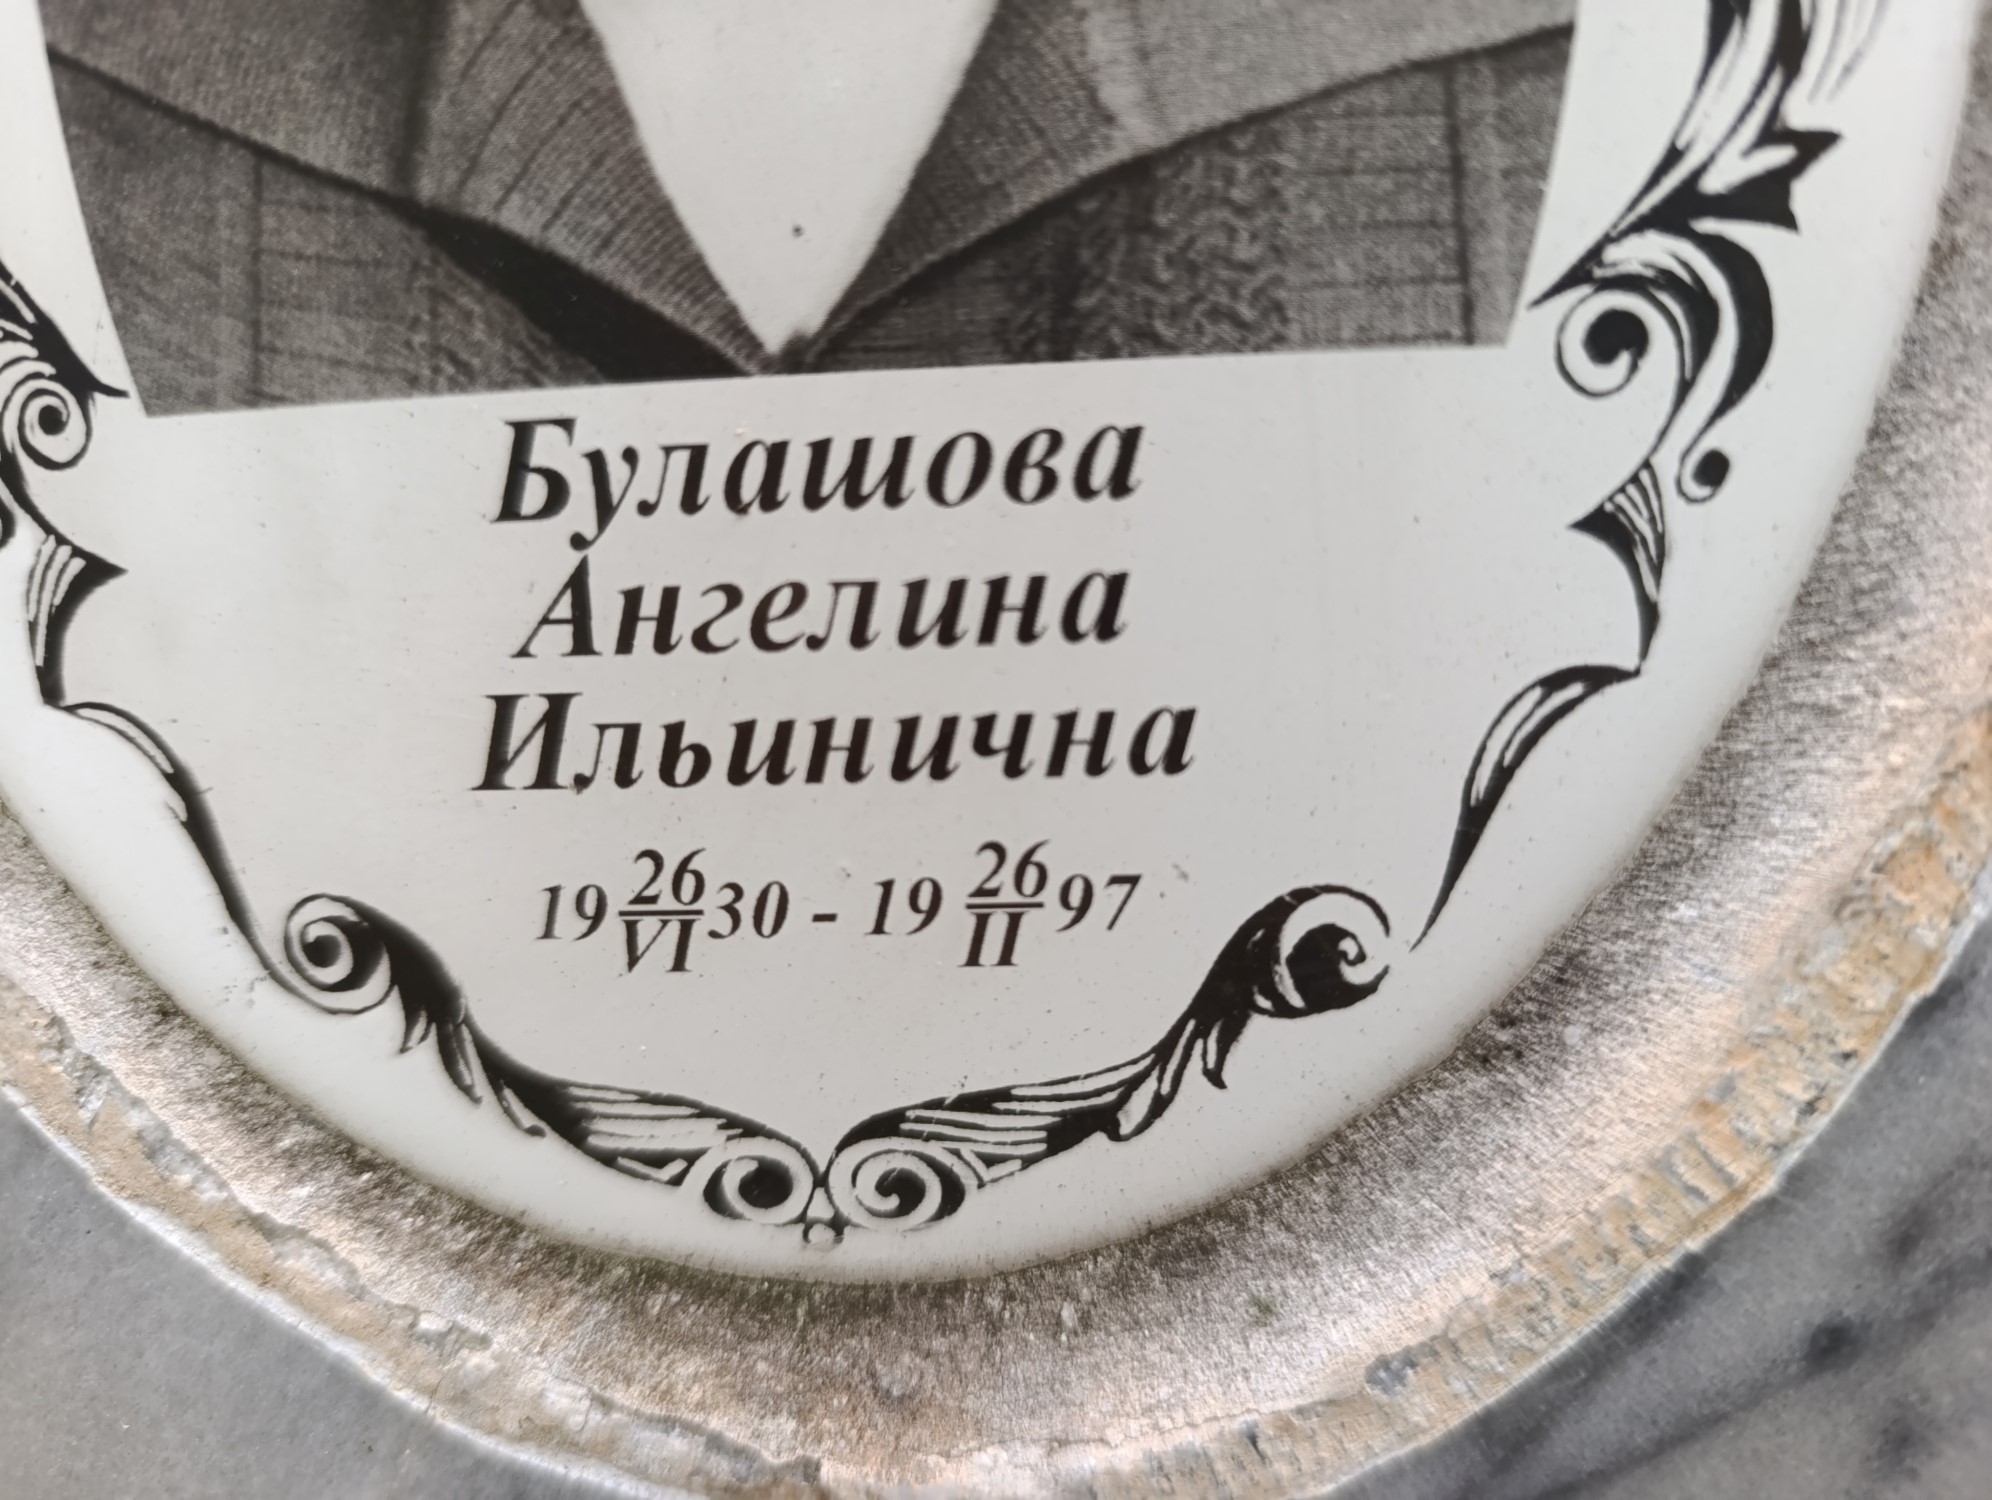 Булашова
Ангелина
Ильинична
19 26/VI 30 - 19 26/II 97